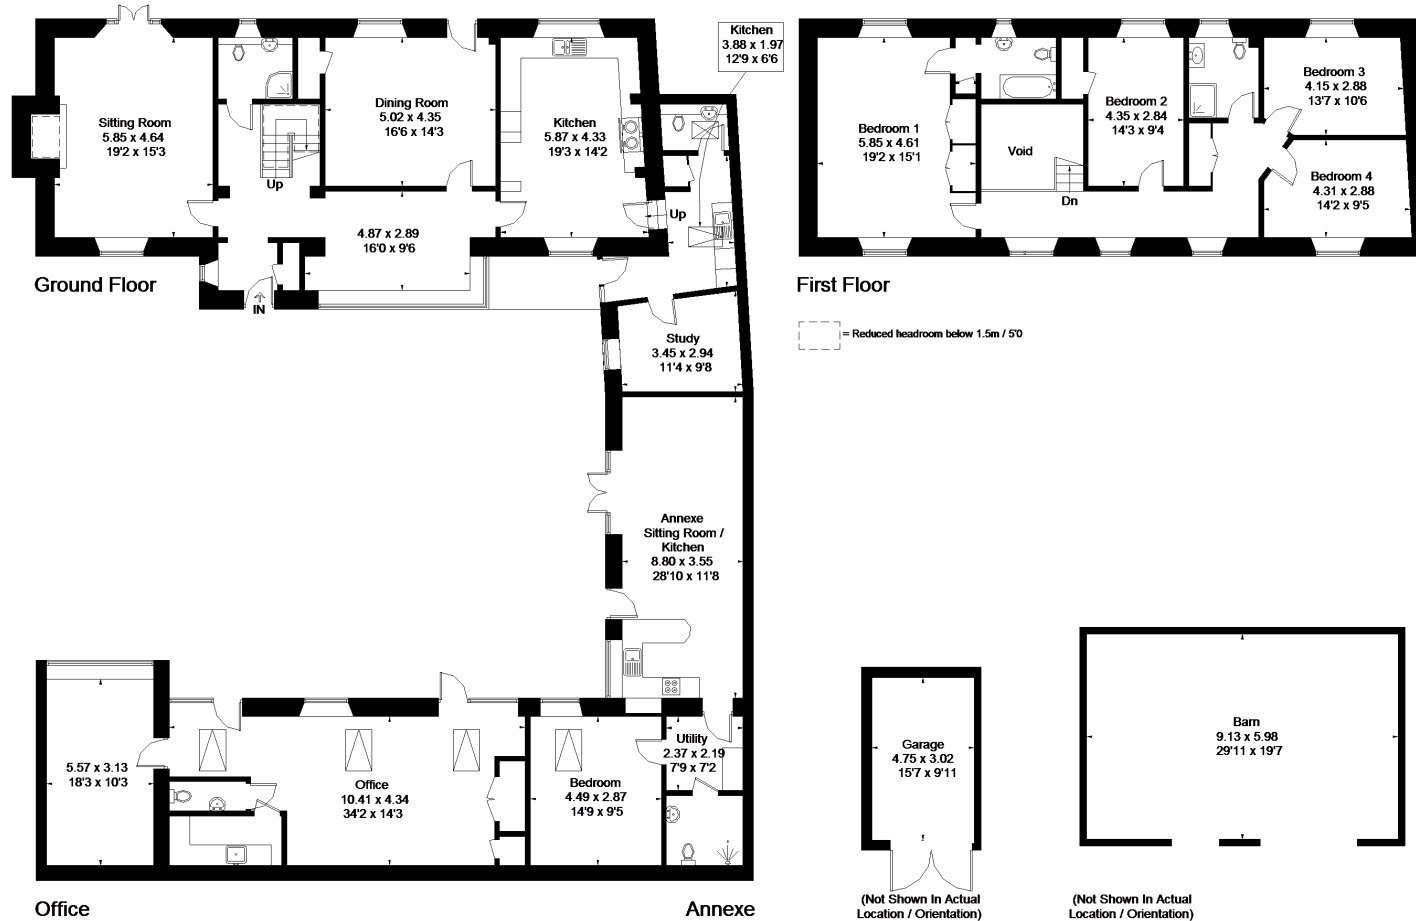 Kitchen
3.88 x 1.97
12'9 x 6'6
Sitting Room
5.85 x 4.64
19'2 x 15'3
Dining Room
5.02 x 4.35
16'6 x 14'3
Kitchen
5.87 x 4.33
19'3 x 14'2
Up
Up
4.87 x 2.89
16'0 x 9'6
IN
Ground Floor
Study
3.45 x 2.94
11'4 x 9'8
Bedroom 1
5.85 x 4.61
19'2 x 15'1
Void
Dn
Bedroom 2
4.35 x 2.84
14'3 x 9'4
Bedroom 3
4.15 x 2.88
13'7 x 10'6
Bedroom 4
4.31 x 2.88
14'2 x 9'5
First Floor
= Reduced headroom below 1.5m / 5'0
Annexe
Sitting Room /
Kitchen
8.80 x 3.55
28'10 x 11'8
5.57 x 3.13
18'3 x 10'3
Office
10.41 x 4.34
34'2 x 14'3
Bedroom
4.49 x 2.87
14'9 x 9'5
Utility
2.37 x 2.19
7'9 x 7'2
Office
Annexe
Garage
4.75 x 3.02
15'7 x 9'11
(Not Shown In Actual
Location / Orientation)
Barn
9.13 x 5.98
29'11 x 19'7
(Not Shown In Actual
Location / Orientation)